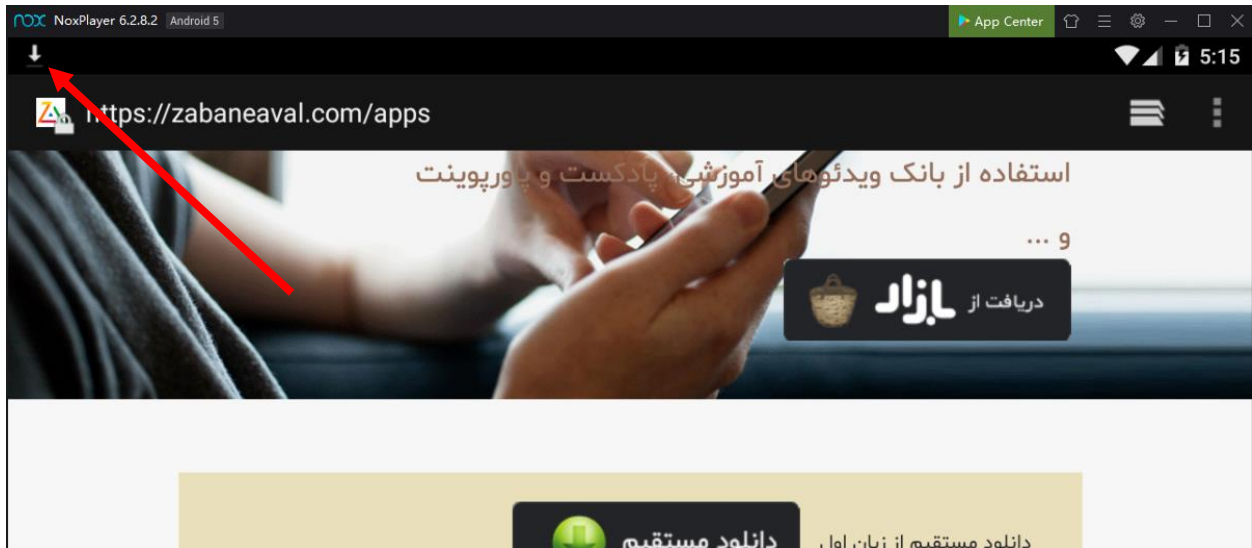 nox NoxPlayer 6.2.8.2 Android 5 App Center
5:15
https://zabaneaval.com/apps
استفاده از بانک ویدئوهای آموزشی، پادکست و پاورپوینت
و ...
دریافت از بازار
دانلود مستقیم از زبان اول دانلود مستقیم